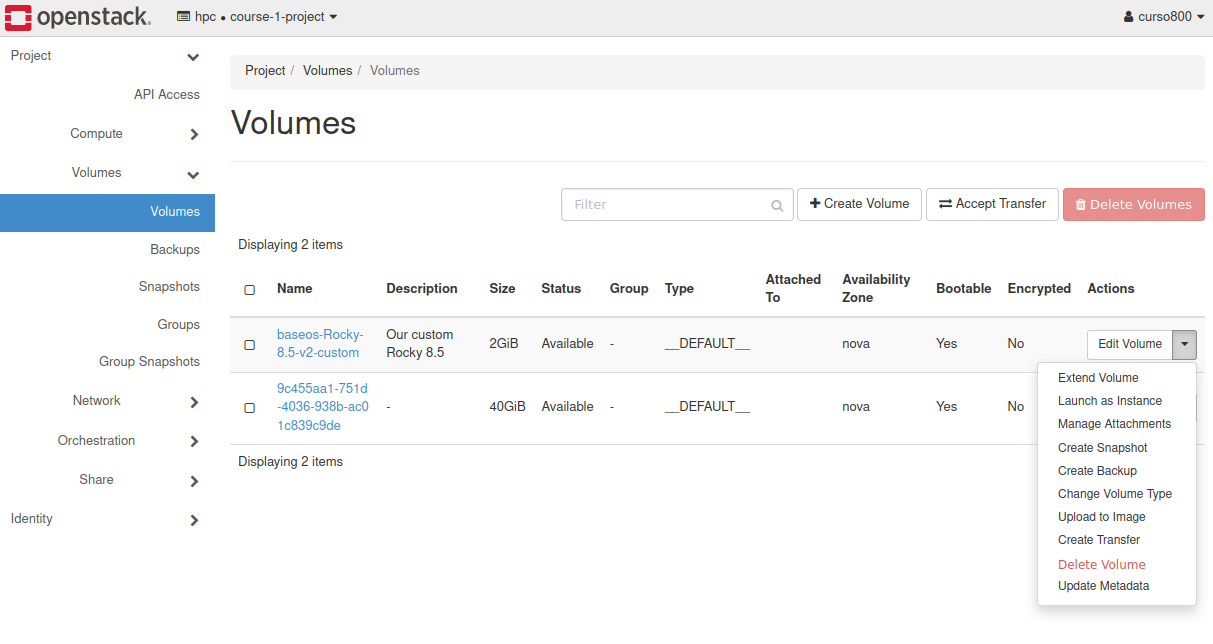 openstack. hpc • course-1-project curso800
Project
API Access
Compute
Volumes
Volumes
Backups
Snapshots
Groups
Group Snapshots
Network
Orchestration
Share
Identity
Project / Volumes / Volumes
Volumes
Filter Create Volume Accept Transfer Delete Volumes
Displaying 2 items
Name Description Size Status Group Type Attached To Availability Zone Bootable Encrypted Actions
baseos-Rocky-
8.5-v2-custom
Our custom
Rocky 8.5
2GiB Available - __DEFAULT__ nova Yes No Edit Volume
9c455aa1-751d
-4036-938b-ac0
1c839c9de
- 40GiB Available - __DEFAULT__ nova Yes No
Displaying 2 items
Extend Volume
Launch as Instance
Manage Attachments
Create Snapshot
Create Backup
Change Volume Type
Upload to Image
Create Transfer
Delete Volume
Update Metadata